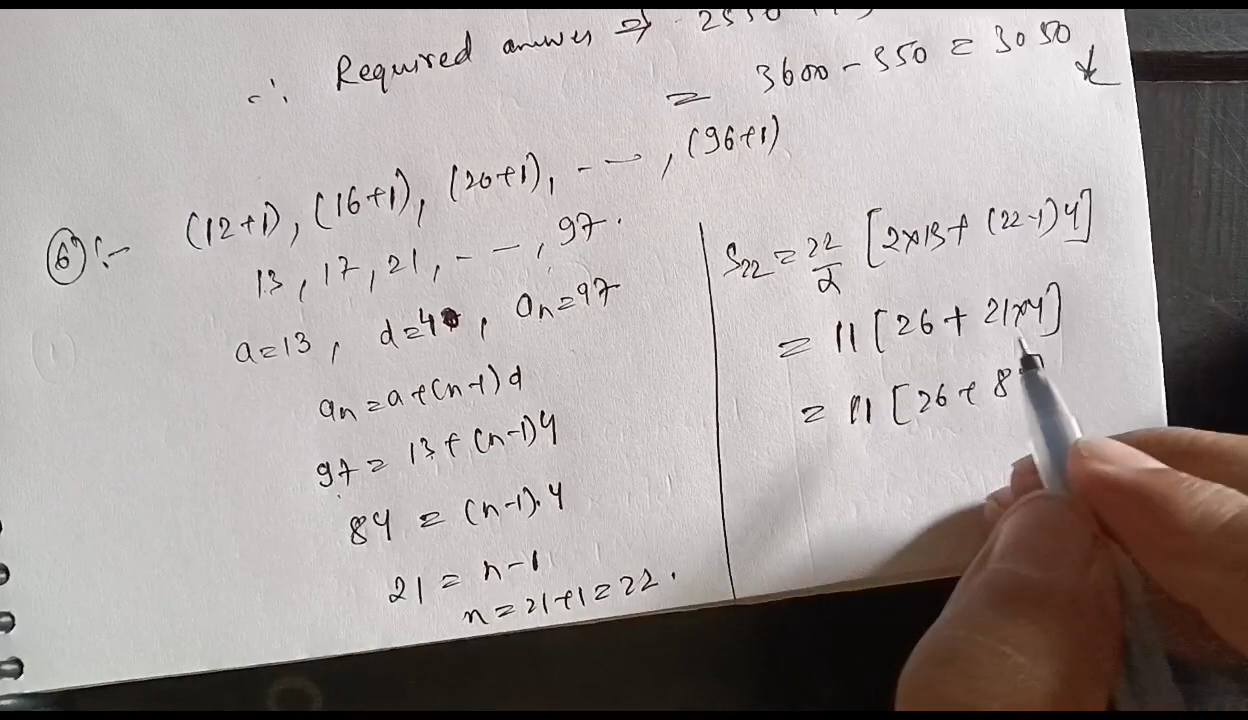 ∴ Required answer ⇒
= 3600 - 550 = 3050
6 :- (12+1), (16+1), (20+1), - - , (96+1)
13, 17, 21, - - , 97.
a=13, d=4, an=97
an = a+(n-1)d
97 = 13+(n-1)4
84 = (n-1).4
21 = n-1
n = 21+1 = 22.
S22 = 22/2 [2×13+(22-1)4]
= 11 [26 + 21×4]
= 11 [26 + 8